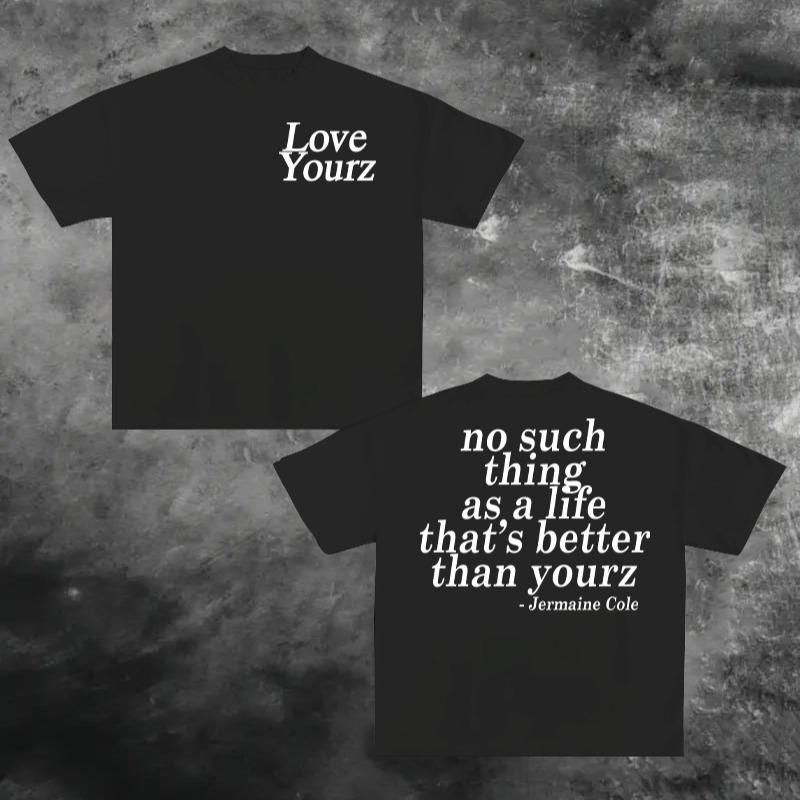 Love
Yourz
no such
thing
as a life
that's better
than yourz
- Jermaine Cole